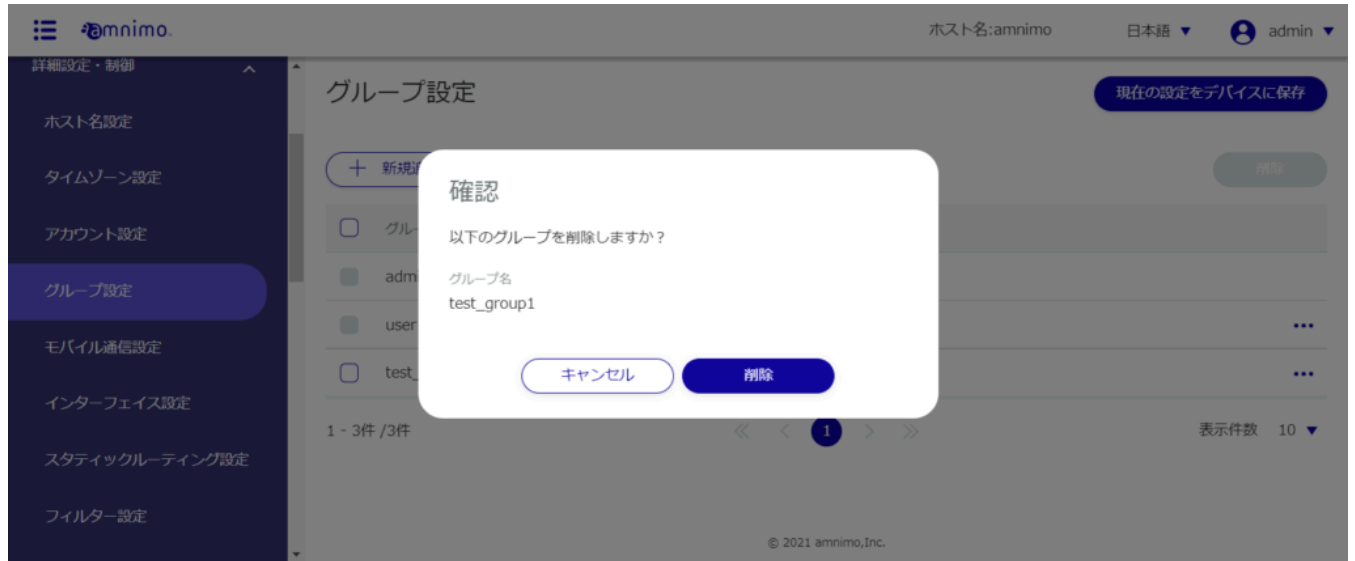 amnimo.
ホスト名:amnimo
日本語
admin
詳細設定・制御
ホスト名設定
タイムゾーン設定
アカウント設定
グループ設定
モバイル通信設定
インターフェイス設定
スタティックルーティング設定
フィルター設定
グループ設定
現在の設定をデバイスに保存
新規追
削除
グルー
adm
user
test_
確認
以下のグループを削除しますか？
グループ名
test_group1
キャンセル
削除
1 - 3件 /3件
« < 1 > »
表示件数 10
© 2021 amnimo,Inc.